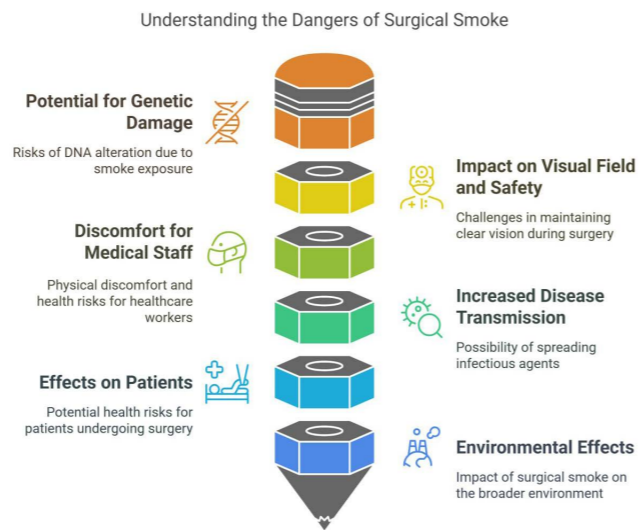 Understanding the Dangers of Surgical Smoke
Potential for Genetic
Damage
Risks of DNA alteration due to
smoke exposure
Impact on Visual Field
and Safety
Challenges in maintaining
clear vision during surgery
Discomfort for
Medical Staff
Physical discomfort and
health risks for healthcare
workers
Increased Disease
Transmission
Possibility of spreading
infectious agents
Effects on Patients
Potential health risks for
patients undergoing surgery
Environmental Effects
Impact of surgical smoke on
the broader environment